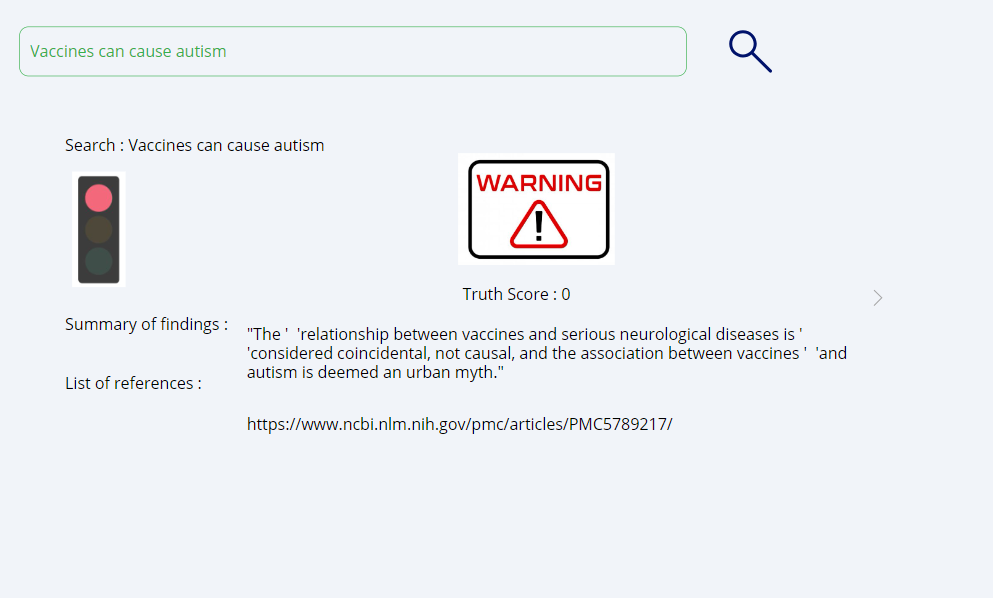 Vaccines can cause autism
Search : Vaccines can cause autism
WARNING
!
Truth Score : 0
Summary of findings :
"The '  'relationship between vaccines and serious neurological diseases is '
'considered coincidental, not causal, and the association between vaccines '  'and
autism is deemed an urban myth."
List of references :
https://www.ncbi.nlm.nih.gov/pmc/articles/PMC5789217/